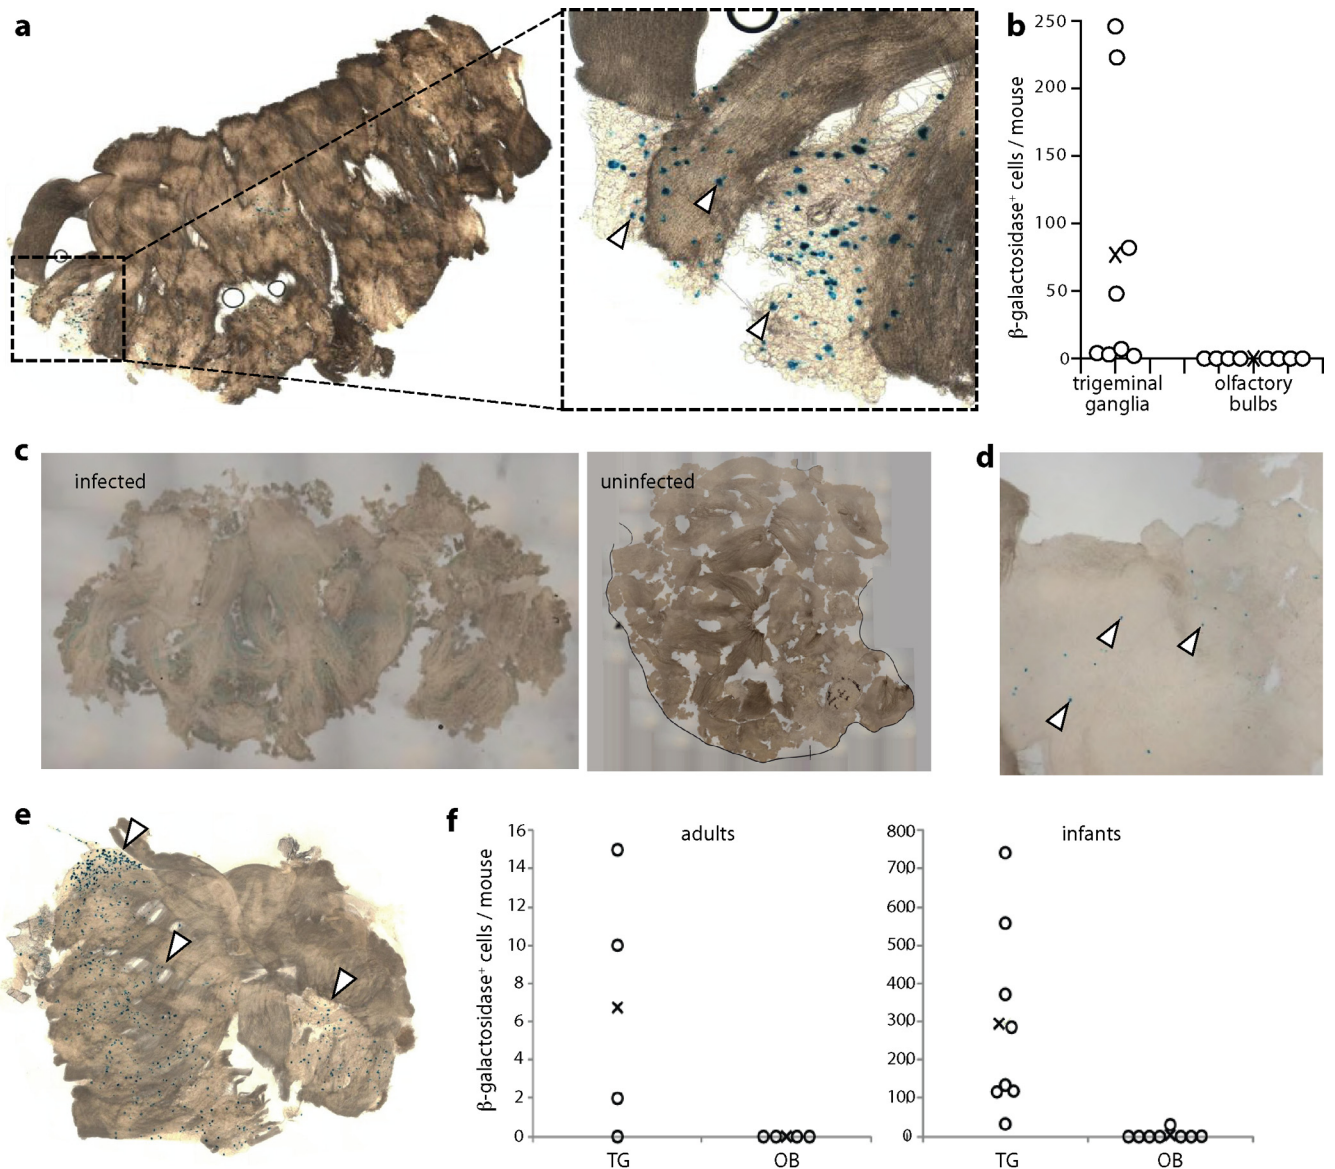 a
b
β-galactosidase⁺ cells / mouse
250
200
150
100
50
0
trigeminal
ganglia
olfactory
bulbs
c
infected
uninfected
d
e
f
β-galactosidase⁺ cells / mouse
adults
16
14
12
10
8
6
4
2
0
TG
OB
infants
800
700
600
500
400
300
200
100
0
TG
OB